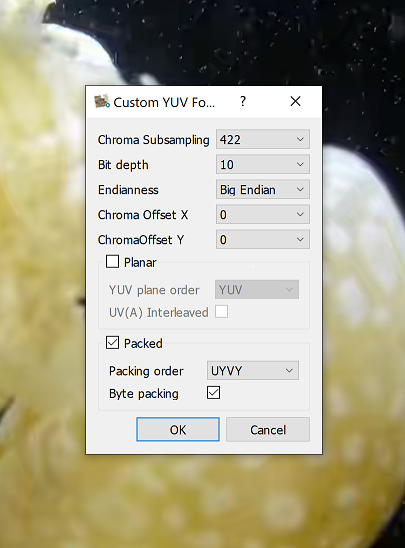 Custom YUV Fo... ?
Chroma Subsampling 422
Bit depth 10
Endianness Big Endian
Chroma Offset X 0
ChromaOffset Y 0
Planar
YUV plane order YUV
UV(A) Interleaved
Packed
Packing order UYVY
Byte packing
OK Cancel